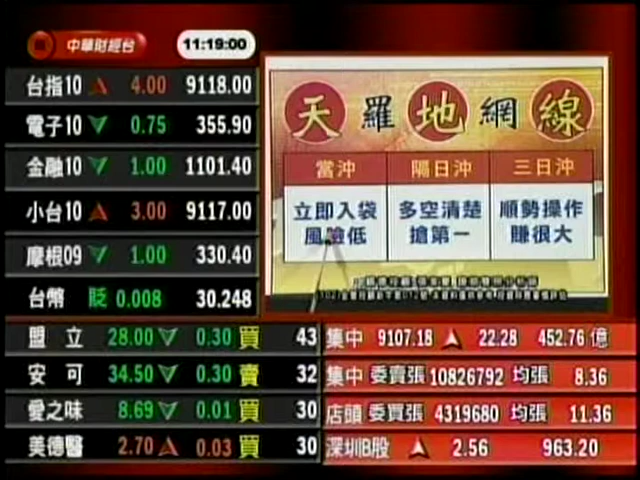 中華財經台 11:19:00
台指10 4.00 9118.00
電子10 0.75 355.90
金融10 1.00 1101.40
小台10 3.00 9117.00
摩根09 1.00 330.40
台幣 貶 0.008 30.248
天羅地網線
當沖 隔日沖 三日沖
立即入袋 多空清楚 順勢操作
風險低 搶第一 賺很大
盟立 28.00 0.30 買 43
安可 34.50 0.30 賣 32
愛之味 8.69 0.01 買 30
美德醫 2.70 0.03 買 30
集中 9107.18 22.28 452.76 億
集中 委賣張 10826792 均張 8.36
店頭 委買張 4319680 均張 11.36
深圳B股 2.56 963.20